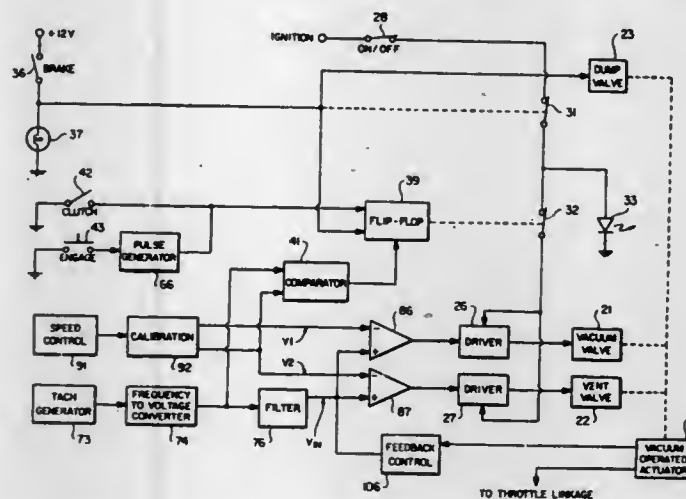 +12V
36
BRAKE
37
IGNITION
28
ON/OFF
23
DUMP
VALVE
31
42
CLUTCH
43
ENGAGE
PULSE
GENERATOR
66
39
FLIP-FLOP
32
33
41
COMPARATOR
SPEED
CONTROL
91
CALIBRATION
92
V1
V2
86
26
DRIVER
21
VACUUM
VALVE
TACH
GENERATOR
73
FREQUENCY
TO VOLTAGE
CONVERTER
74
FILTER
76
VIN
87
DRIVER
27
VENT
VALVE
22
FEEDBACK
CONTROL
106
VACUUM
OPERATED
ACTUATOR
TO THROTTLE LINKAGE